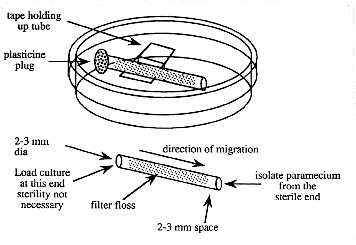 tape holding
up tube
plasticine
plug
2-3 mm
dia
direction of migration
Load culture
at this end
sterility not
necessary
filter floss
isolate paramecium
from the
sterile end
2-3 mm space